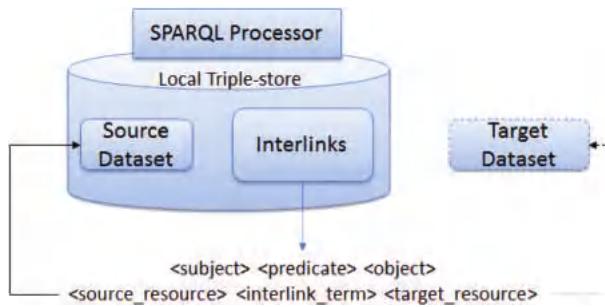 SPARQL Processor
Local Triple-store
Source
Dataset
Interlinks
Target
Dataset
<subject> <predicate> <object>
<source_resource> <interlink_term> <target_resource>